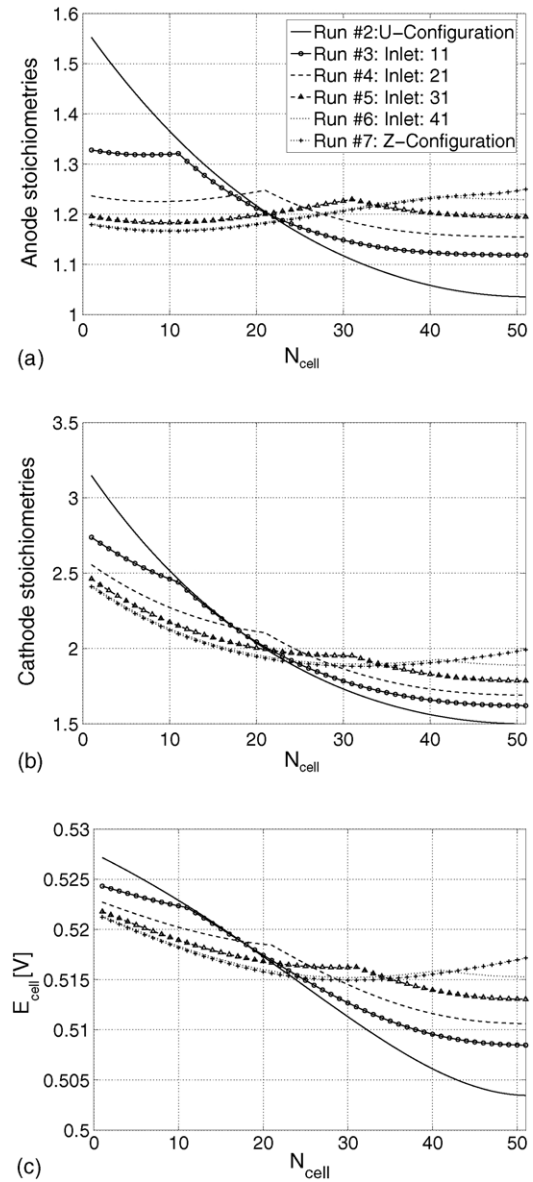 1.6
1.5
1.4
1.3
1.2
1.1
1
Anode stoichiometries
Run #2:U-Configuration
Run #3: Inlet: 11
Run #4: Inlet: 21
Run #5: Inlet: 31
Run #6: Inlet: 41
Run #7: Z-Configuration
0 10 20 30 40 50
(a)
N_cell
3.5
3
2.5
2
1.5
Cathode stoichiometries
0 10 20 30 40 50
(b)
N_cell
0.53
0.525
0.52
0.515
0.51
0.505
0.5
E_cell[V]
0 10 20 30 40 50
(c)
N_cell